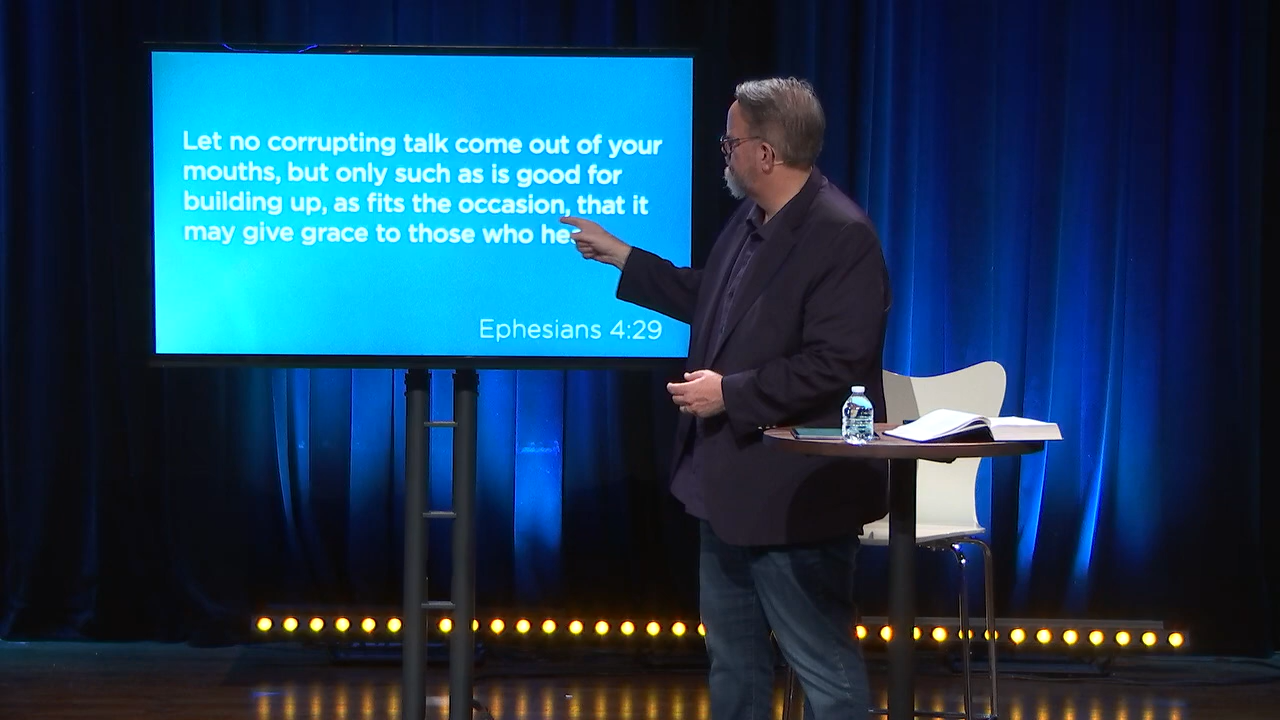 Let no corrupting talk come out of your
mouths, but only such as is good for
building up, as fits the occasion, that it
may give grace to those who
Ephesians 4:29